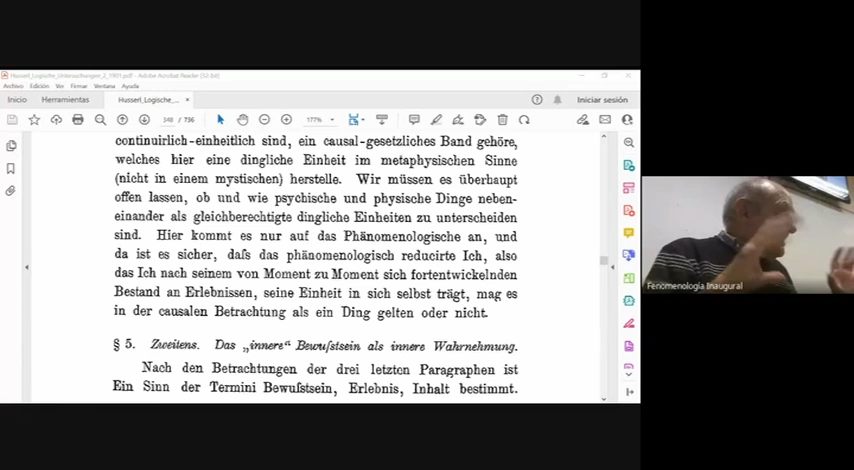 Husserl_Logische_Untersuchungen_2_1901.pdf - Adobe Acrobat Reader (32-bit)
Archivo Edición Ver Firmar Ventana Ayuda
Inicio Herramientas Husserl_Logische_... × Iniciar sesión
348 / 736 177%
continuirlich-einheitlich sind, ein causal-gesetzliches Band gehöre,
welches hier eine dingliche Einheit im metaphysischen Sinne
(nicht in einem mystischen) herstelle. Wir müssen es überhaupt
offen lassen, ob und wie psychische und physische Dinge neben-
einander als gleichberechtigte dingliche Einheiten zu unterscheiden
sind. Hier kommt es nur auf das Phänomenologische an, und
da ist es sicher, daſs das phänomenologisch reducirte Ich, also
das Ich nach seinem von Moment zu Moment sich fortentwickelnden
Bestand an Erlebnissen, seine Einheit in sich selbst trägt, mag es
in der causalen Betrachtung als ein Ding gelten oder nicht.
§ 5. Zweitens. Das „innere“ Bewuſstsein als innere Wahrnehmung.
Nach den Betrachtungen der drei letzton Paragraphen ist
Ein Sinn der Termini Bewuſstsein, Erlebnis, Inhalt bestimmt.
Fenomenología Inaugural